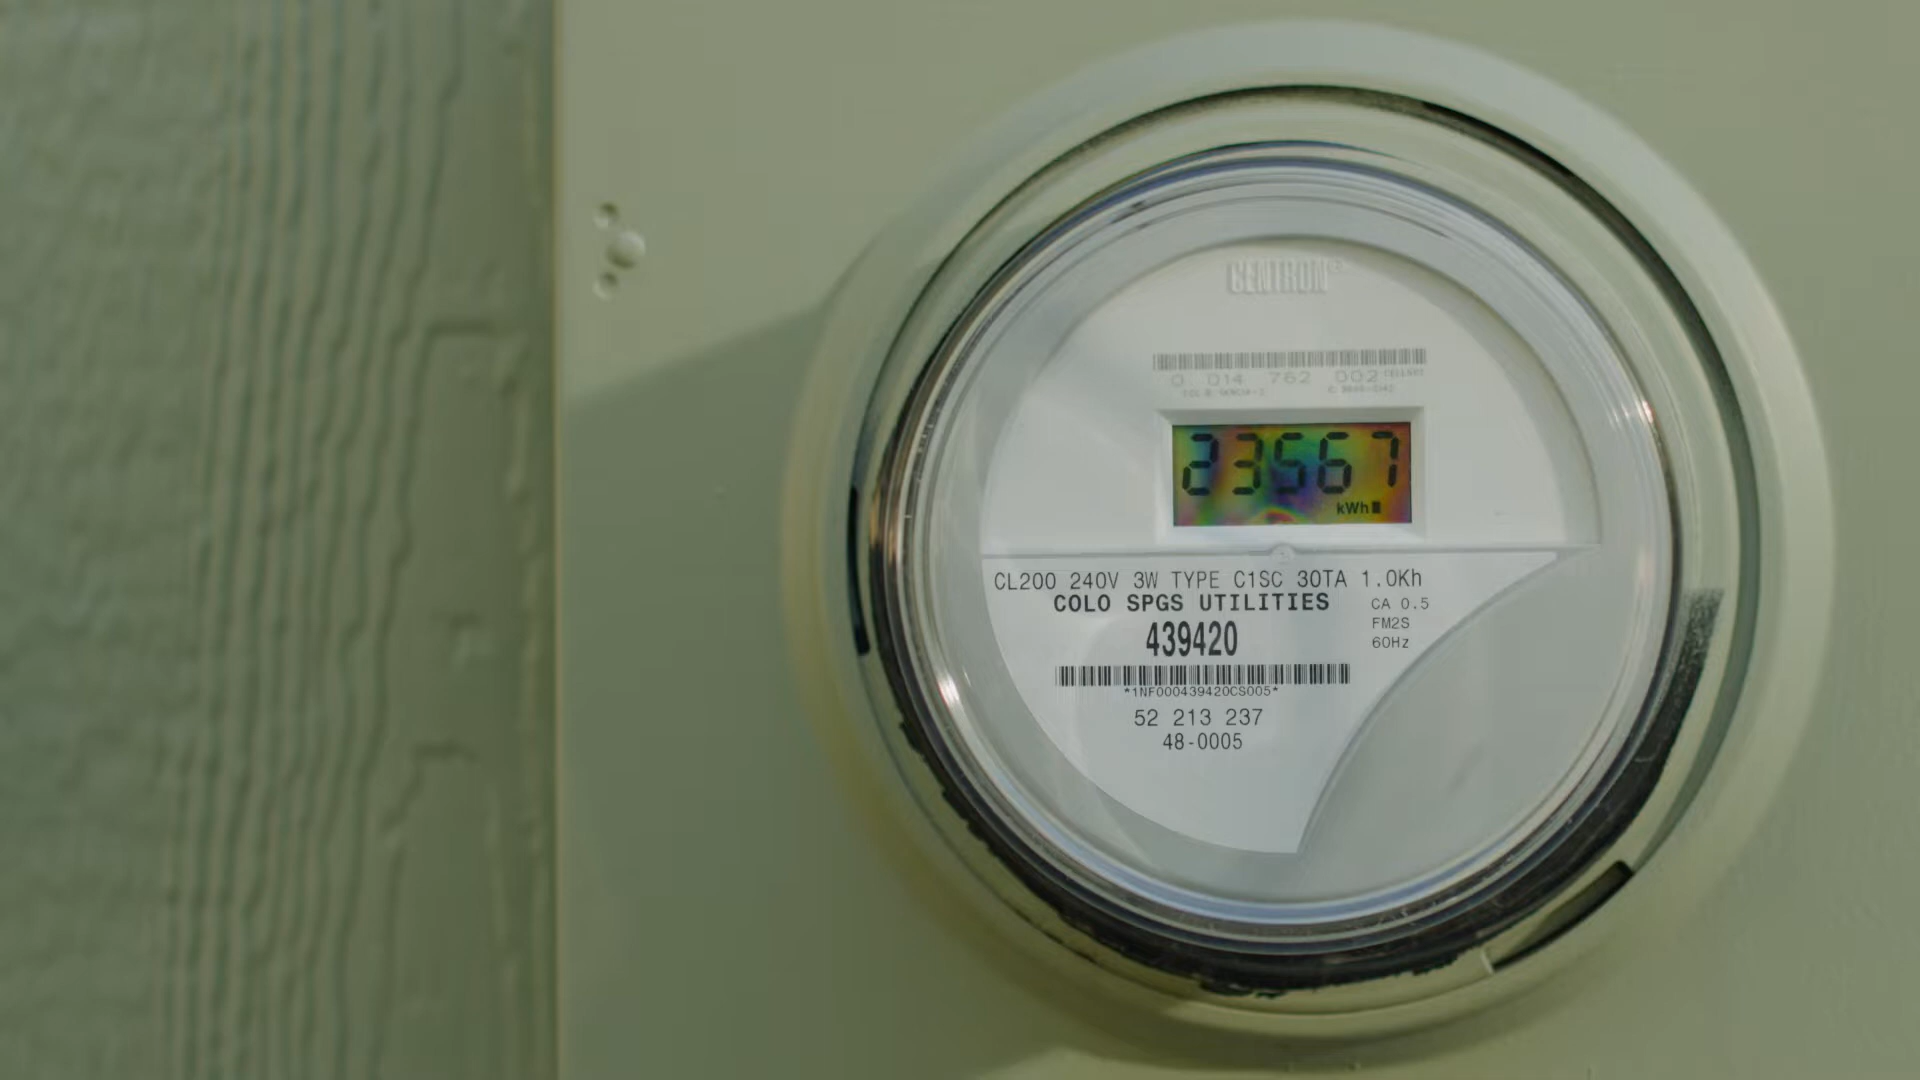 CENTRON®
0 014 762 002
23567
kWh
CL200 240V 3W TYPE C1SC 30TA 1.0Kh
COLO SPGS UTILITIES
CA 0.5
439420
FM2S
60Hz
*1NF000439420CS005*
52 213 237
48-0005